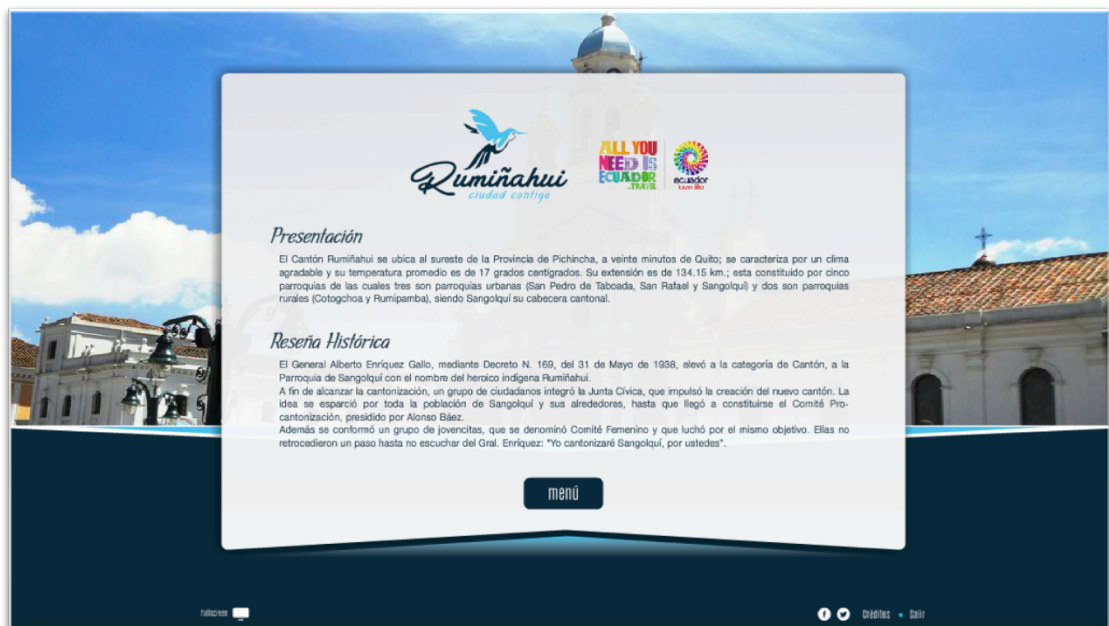 Rumiñahui
ciudad contigo
ALL YOU
NEED IS
ECUADOR
.TRAVEL
ecuador
love life
Presentación
El Cantón Rumiñahui se ubica al sureste de la Provincia de Pichincha, a veinte minutos de Quito; se caracteriza por un clima
agradable y su temperatura promedio es de 17 grados centígrados. Su extensión es de 134.15 km.; esta constituido por cinco
parroquias de las cuales tres son parroquias urbanas (San Pedro de Taboada, San Rafael y Sangolquí) y dos son parroquias
rurales (Cotogchoa y Rumipamba), siendo Sangolquí su cabecera cantonal.
Reseña Histórica
El General Alberto Enríquez Gallo, mediante Decreto N. 169, del 31 de Mayo de 1938, elevó a la categoría de Cantón, a la
Parroquia de Sangolquí con el nombre del heroico indígena Rumiñahui.
A fin de alcanzar la cantonización, un grupo de ciudadanos integró la Junta Cívica, que impulsó la creación del nuevo cantón. La
idea se esparció por toda la población de Sangolquí y sus alrededores, hasta que llegó a constituirse el Comité Pro-
cantonización, presidido por Alonso Báez.
Además se conformó un grupo de jovencitas, que se denominó Comité Femenino y que luchó por el mismo objetivo. Ellas no
retrocedieron un paso hasta no escuchar del Gral. Enríquez: "Yo cantonizaré Sangolquí, por ustedes".
menú
fullscreen
Créditos
Salir